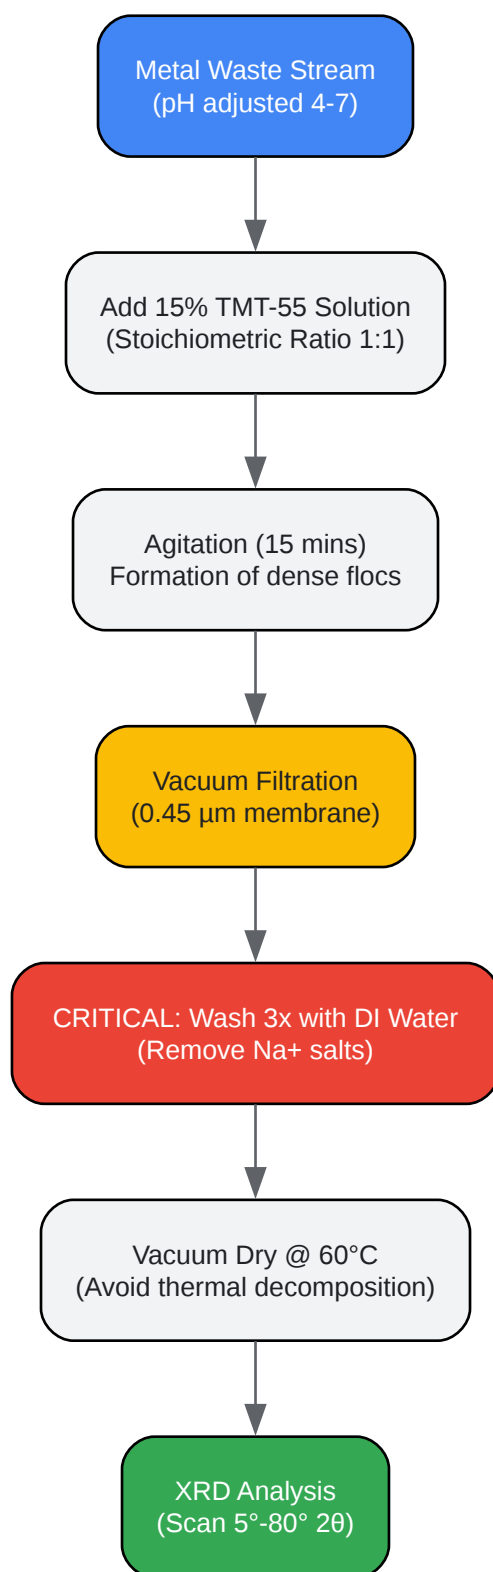 Metal Waste Stream
(pH adjusted 4-7)
Add 15% TMT-55 Solution
(Stoichiometric Ratio 1:1)
Agitation (15 mins)
Formation of dense flocs
Vacuum Filtration
(0.45 µm membrane)
CRITICAL: Wash 3x with DI Water
(Remove Na+ salts)
Vacuum Dry @ 60°C
(Avoid thermal decomposition)
XRD Analysis
(Scan 5°-80° 2θ)